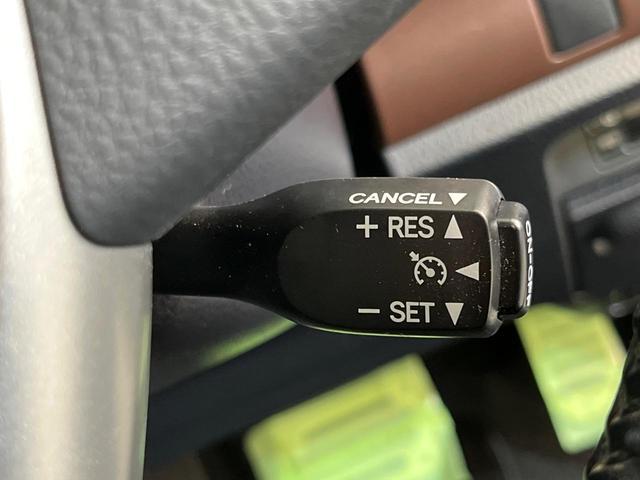 CANCEL ▼
+ RES ▲
◀
− SET ▼
ON-OFF